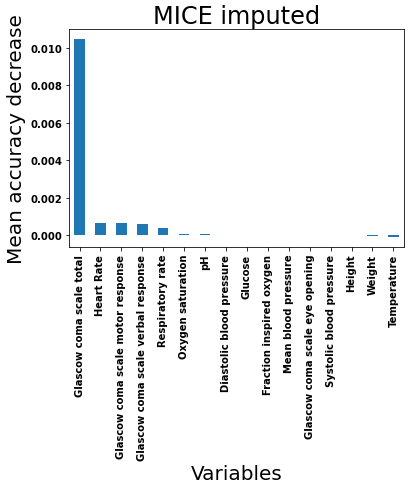 MICE imputed
Mean accuracy decrease
0.010
0.008
0.006
0.004
0.002
0.000
Glascow coma scale total
Heart Rate
Glascow coma scale motor response
Glascow coma scale verbal response
Respiratory rate
Oxygen saturation
pH
Diastolic blood pressure
Glucose
Fraction inspired oxygen
Mean blood pressure
Glascow coma scale eye opening
Systolic blood pressure
Height
Weight
Temperature
Variables